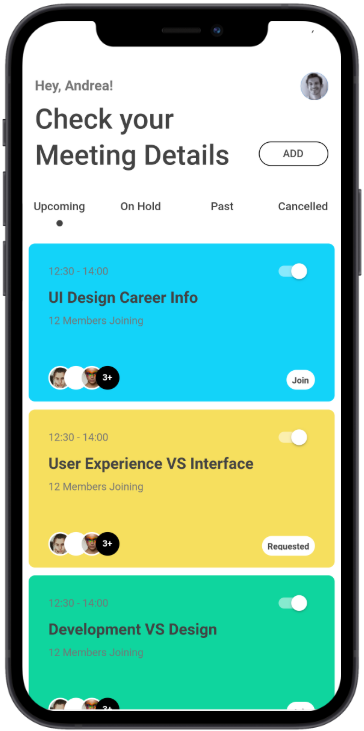 Hey, Andrea!
Check your
Meeting Details
ADD
Upcoming On Hold Past Cancelled
12:30 - 14:00
UI Design Career Info
12 Members Joining
3+
Join
12:30 - 14:00
User Experience VS Interface
12 Members Joining
3+
Requested
12:30 - 14:00
Development VS Design
12 Members Joining
3+